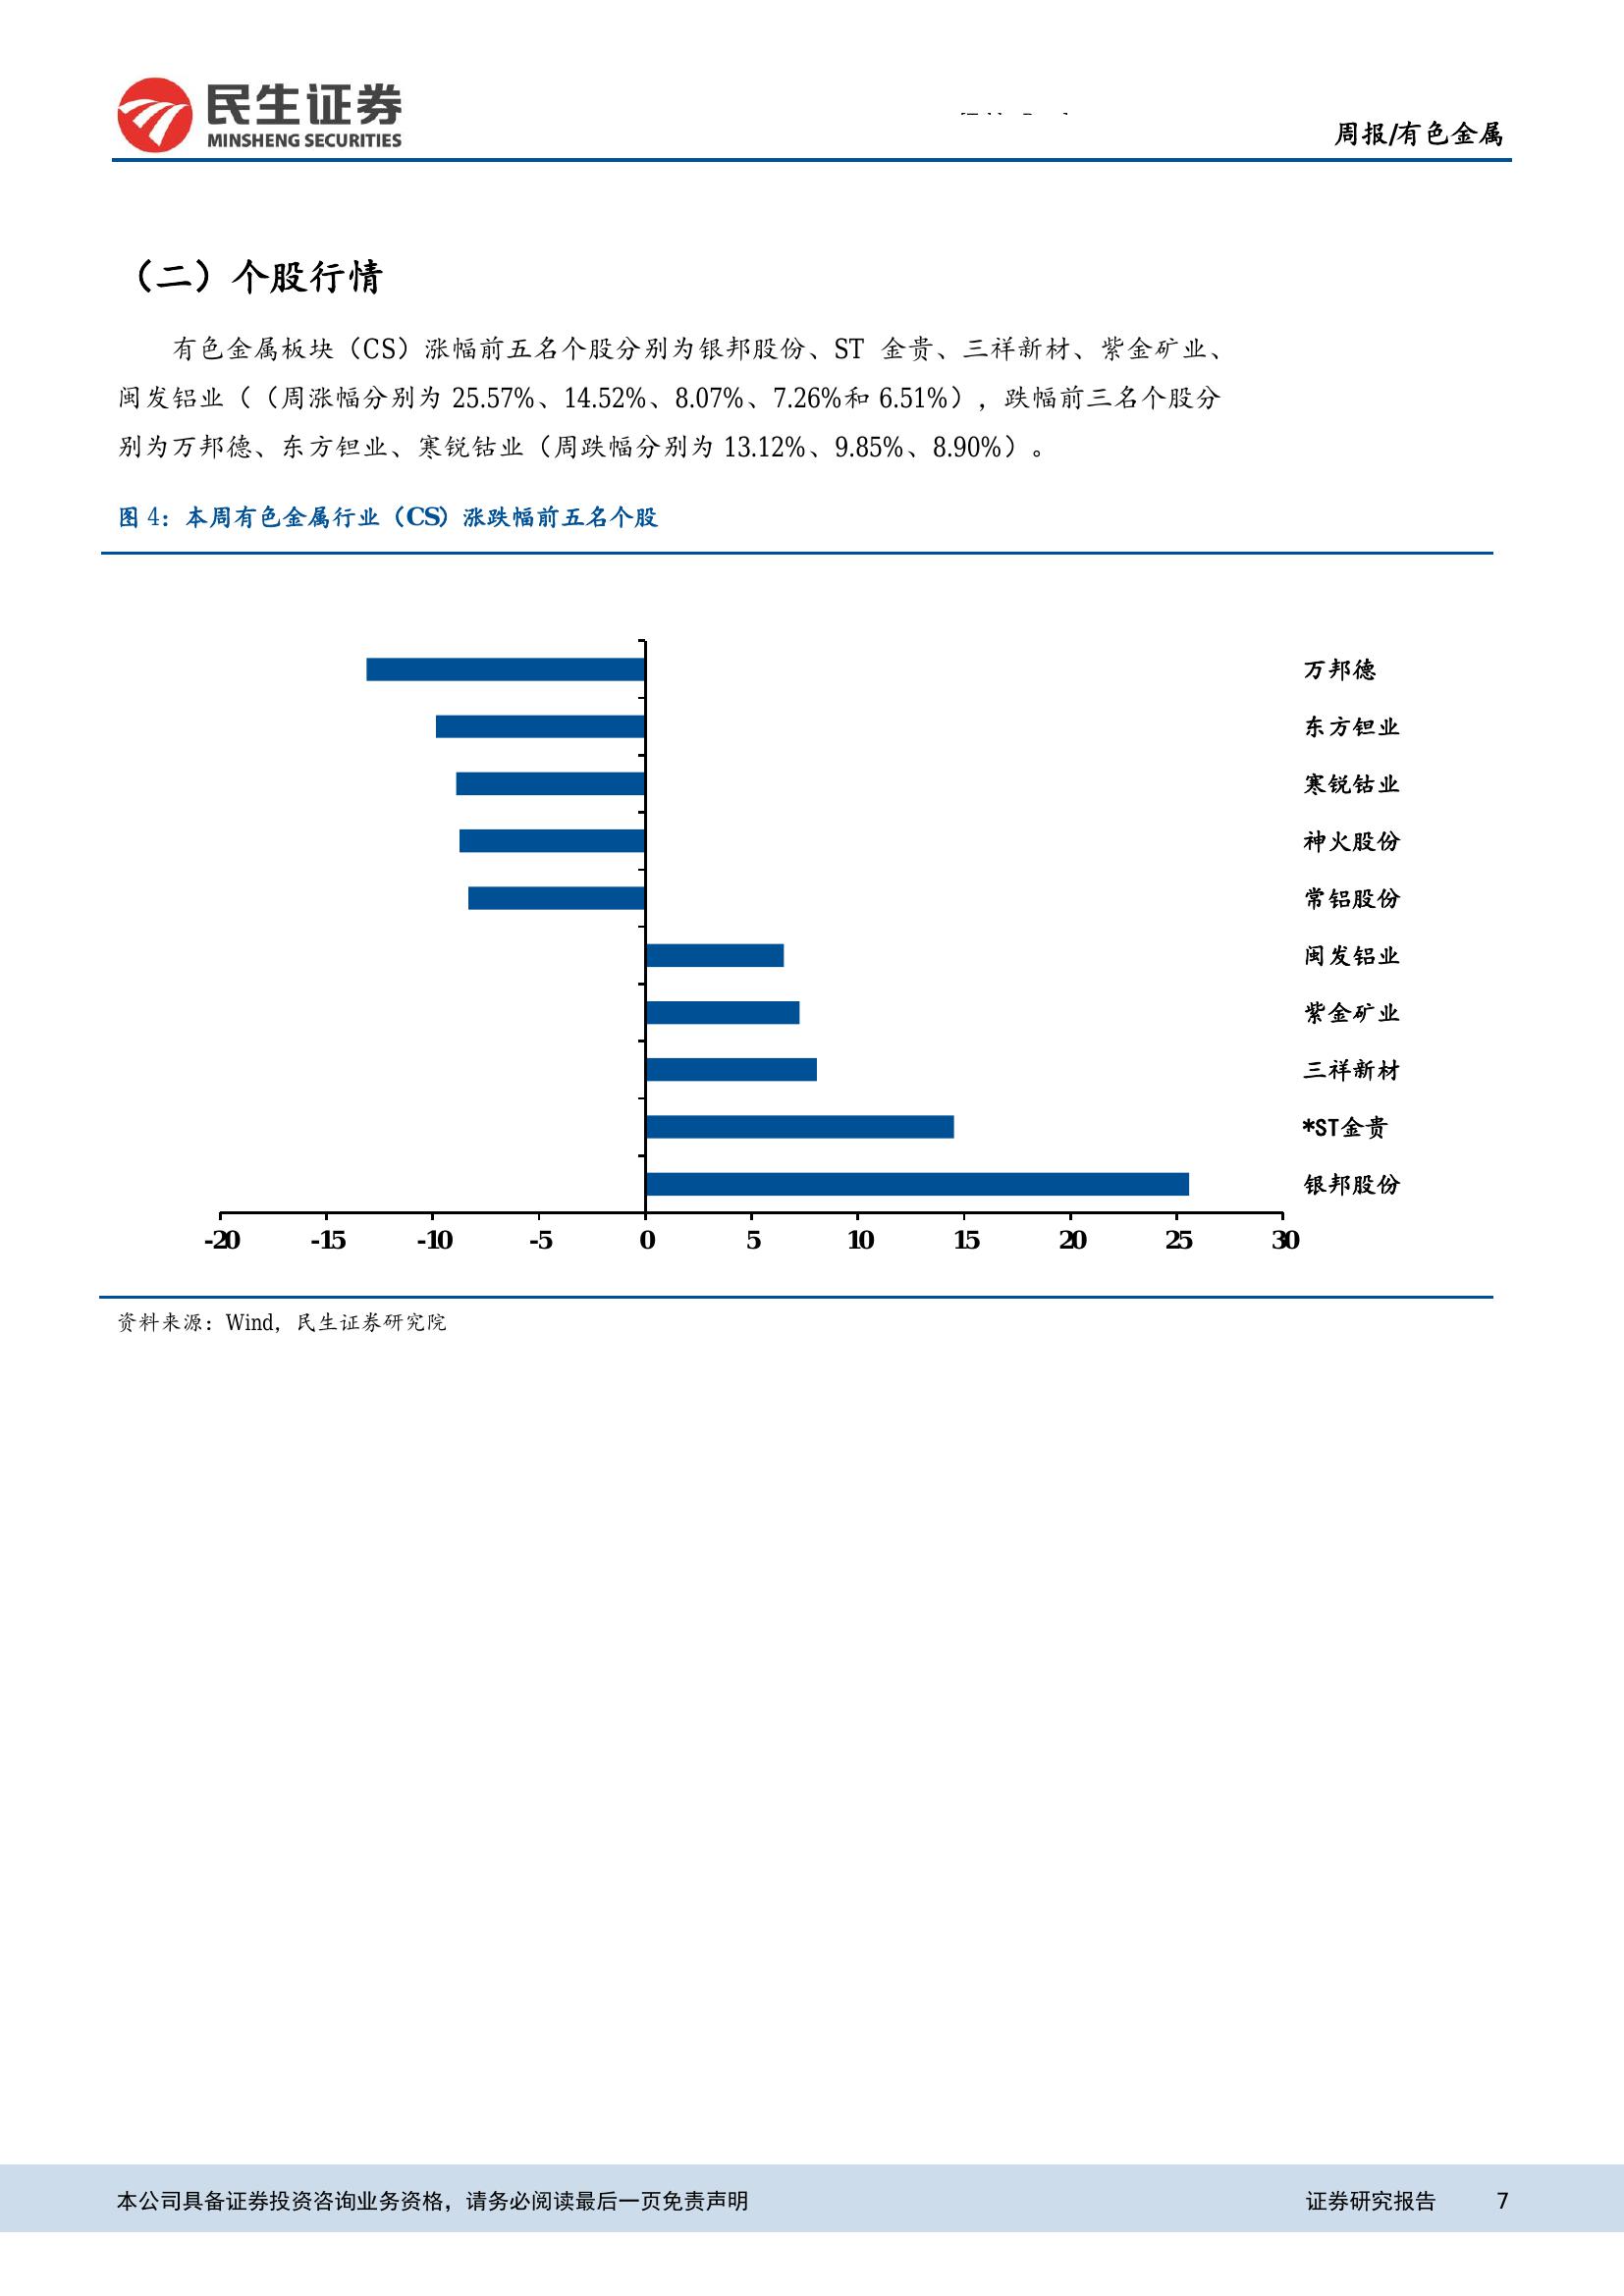 民生证券
MINSHENG SECURITIES
周报/有色金属
（二）个股行情
有色金属板块（CS）涨幅前五名个股分别为银邦股份、ST 金贵、三祥新材、紫金矿业、
闽发铝业（（周涨幅分别为 25.57%、14.52%、8.07%、7.26%和 6.51%），跌幅前三名个股分
别为万邦德、东方钽业、寒锐钴业（周跌幅分别为 13.12%、9.85%、8.90%）。
图 4：本周有色金属行业（CS）涨跌幅前五名个股
万邦德
东方钽业
寒锐钴业
神火股份
常铝股份
闽发铝业
紫金矿业
三祥新材
*ST金贵
银邦股份
-20 -15 -10 -5 0 5 10 15 20 25 30
资料来源：Wind，民生证券研究院
本公司具备证券投资咨询业务资格，请务必阅读最后一页免责声明 证券研究报告 7